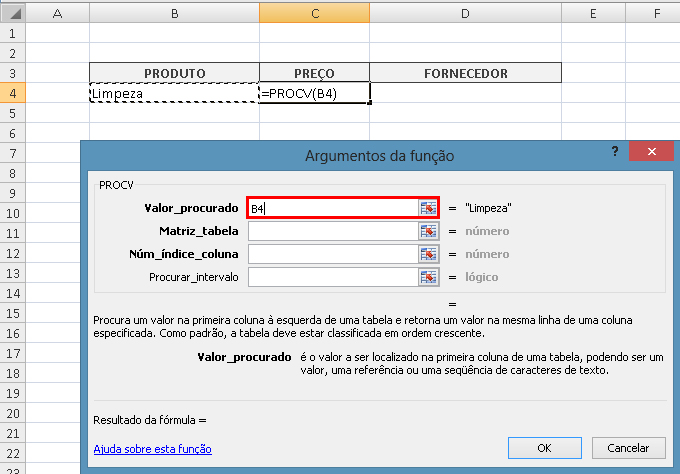 A B C D E F
1
2
3 PRODUTO PREÇO FORNECEDOR
4 Limpeza =PROCV(B4)
5
6
7
Argumentos da função ? ×
8
9 PROCV
10 Valor_procurado B4 = "Limpeza"
11 Matriz_tabela = número
12 Núm_índice_coluna = número
13 Procurar_intervalo = lógico
14
=
15 Procura um valor na primeira coluna à esquerda de uma tabela e retorna um valor na mesma linha de uma coluna
16 especificada. Como padrão, a tabela deve estar classificada em ordem crescente.
17 Valor_procurado é o valor a ser localizado na primeira coluna de uma tabela, podendo ser um
18 valor, uma referência ou uma seqüência de caracteres de texto.
19
20 Resultado da fórmula =
21
22 Ajuda sobre esta função OK Cancelar
23